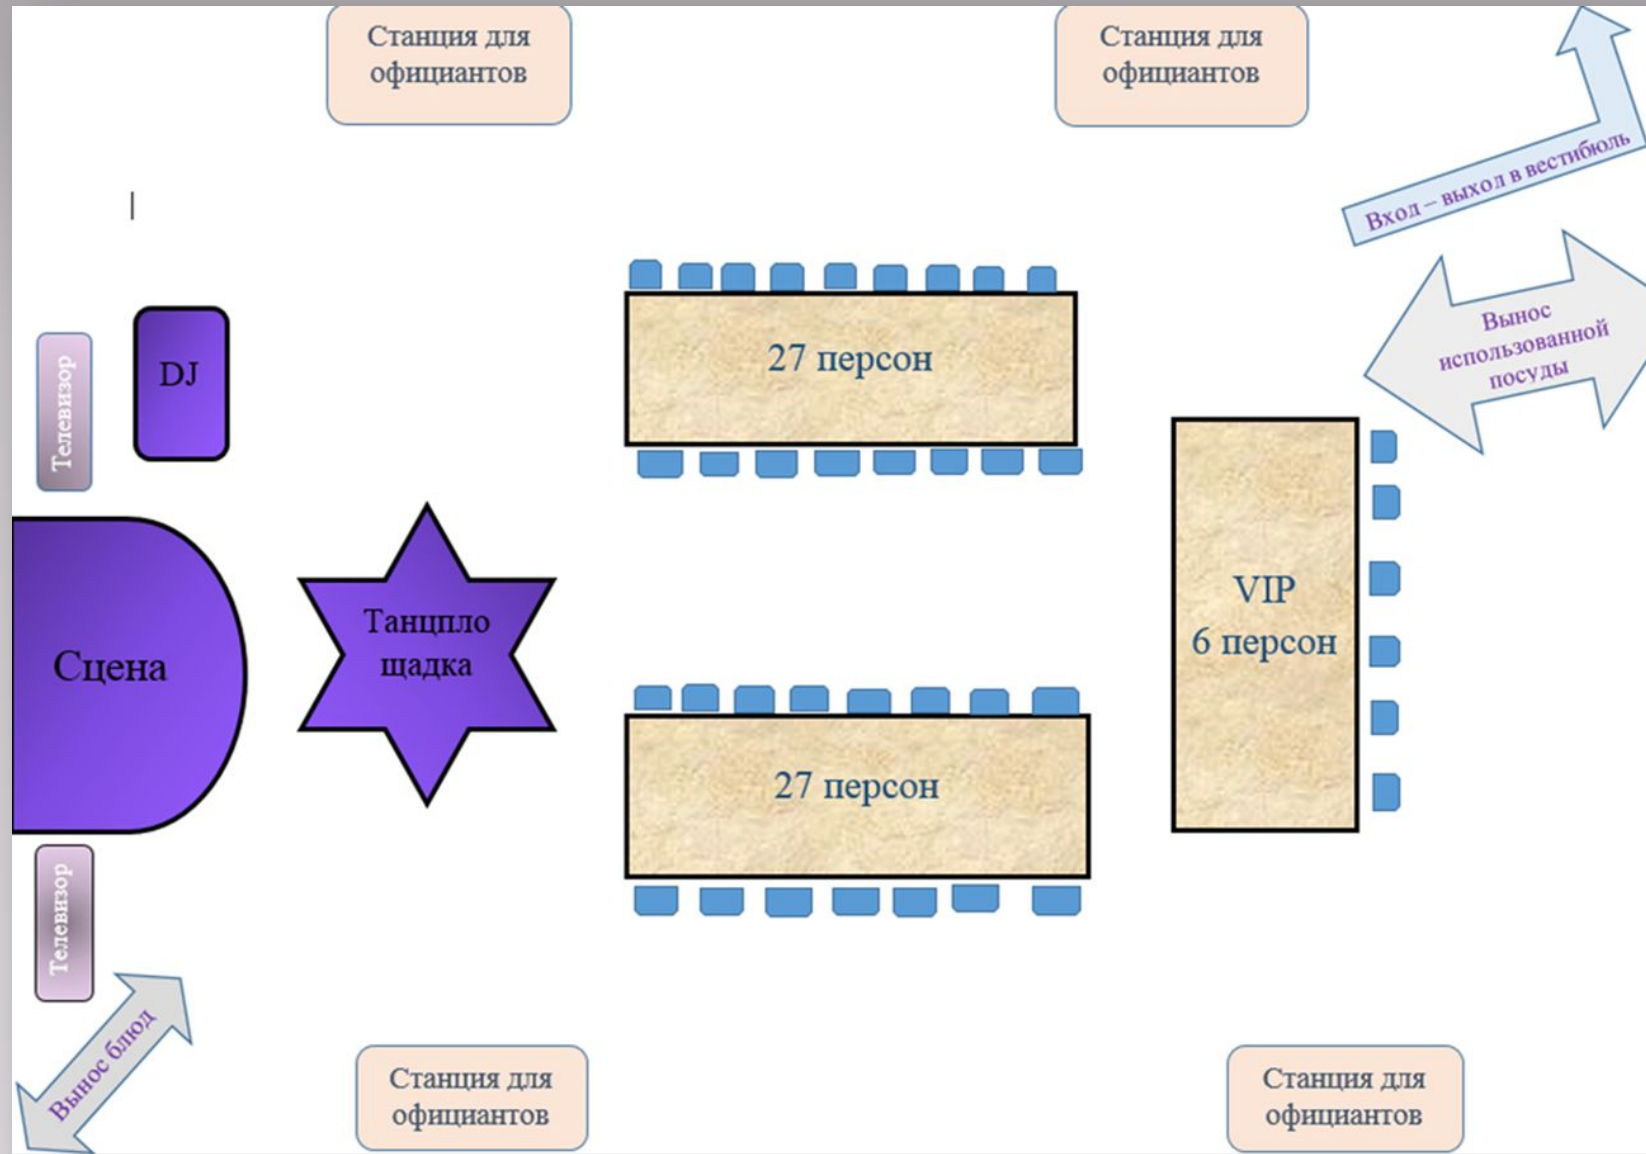 Станция для
официантов
Станция для
официантов
Вход – выход в вестибюль
Вынос
использованной
посуды
27 персон
DJ
Телевизор
VIP
6 персон
Танцпло
щадка
Сцена
27 персон
Телевизор
Вынос блюд
Станция для
официантов
Станция для
официантов